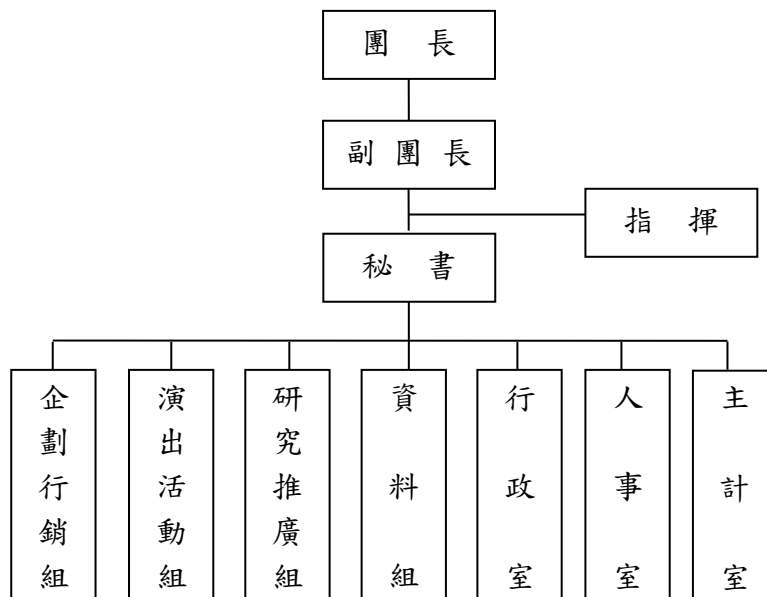 團長
副團長
指揮
秘書
企劃行銷組
演出活動組
研究推廣組
資料組
行政室
人事室
主計室